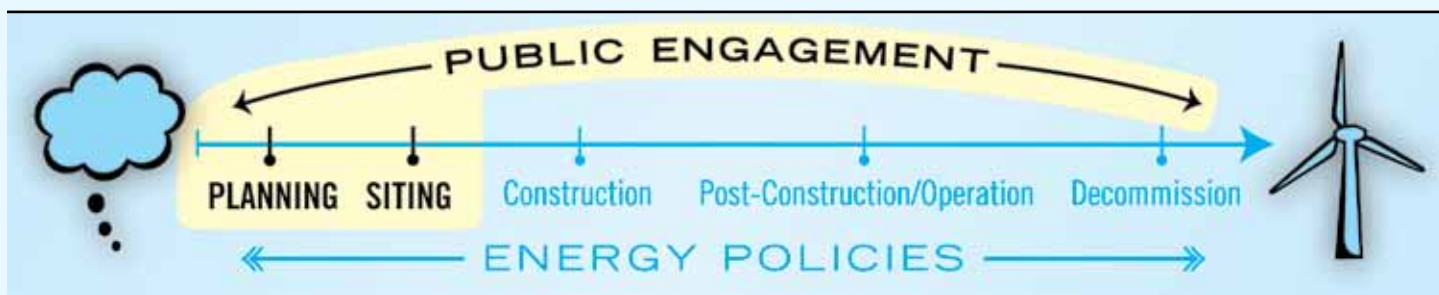 PUBLIC ENGAGEMENT
PLANNING SITING Construction Post-Construction/Operation Decommission
ENERGY POLICIES